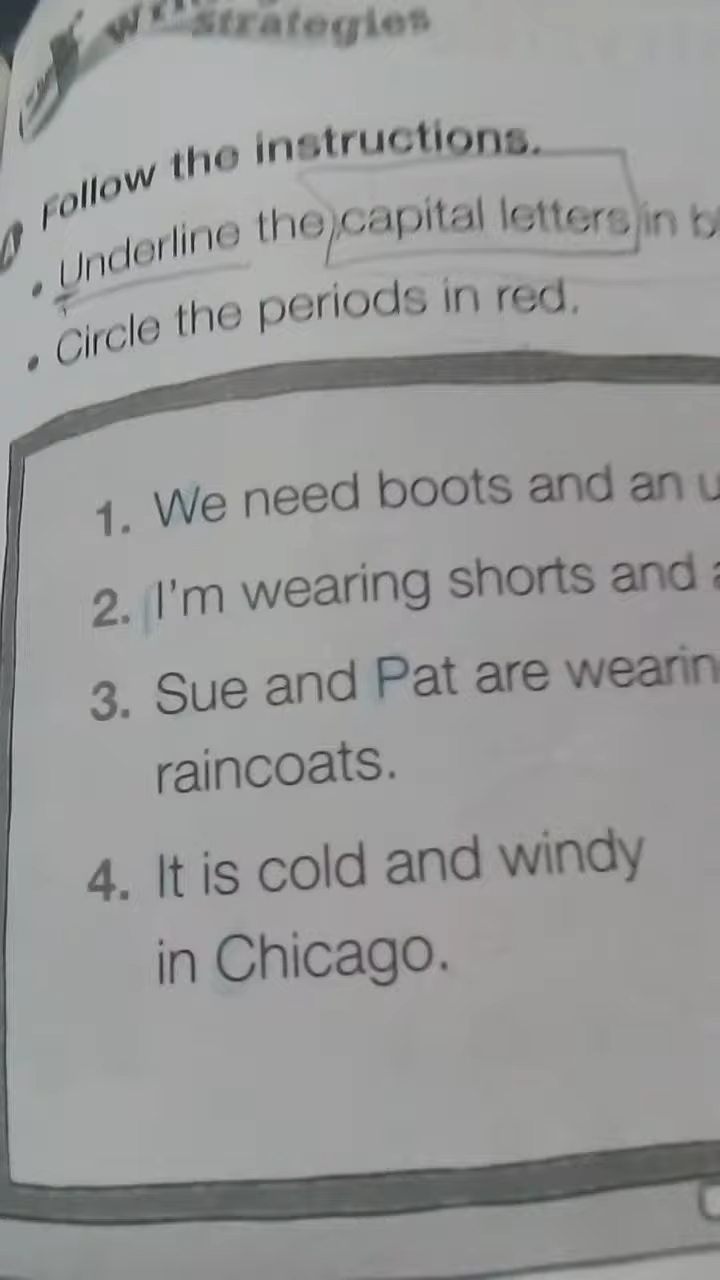 Strategies
Follow the instructions.
• Underline the capital letters in
• Circle the periods in red.
1. We need boots and an
2. I'm wearing shorts and
3. Sue and Pat are
raincoats.
4. It is cold and windy
in Chicago.